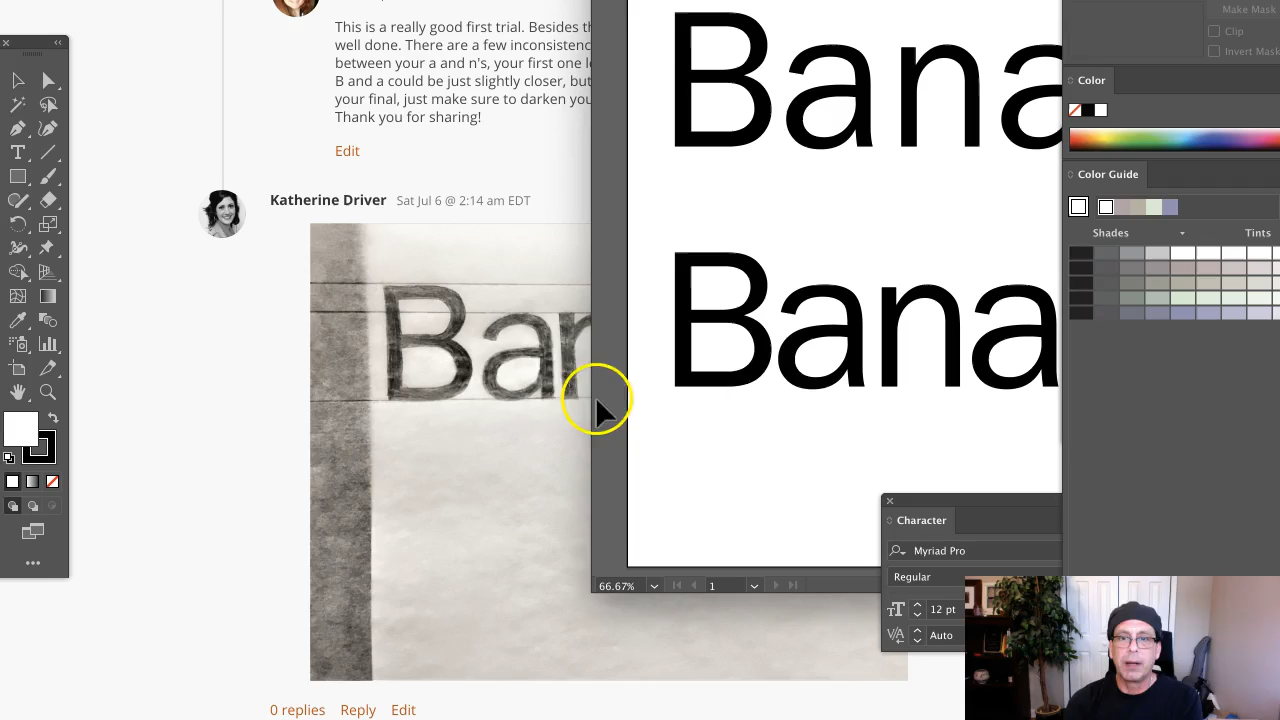 This is a really good first trial. Besides th
well done. There are a few inconsistenc
between your a and n's, your first one l
B and a could be just slightly closer, but
your final, just make sure to darken you
Thank you for sharing!
Edit
Katherine Driver Sat Jul 6 @ 2:14 am EDT
Ban
0 replies Reply Edit
Bana
Bana
66.67% 1
Character
Myriad Pro
Regular
12 pt
Auto
Make Mask
Clip
Invert Mask
Color
Color Guide
Shades Tints